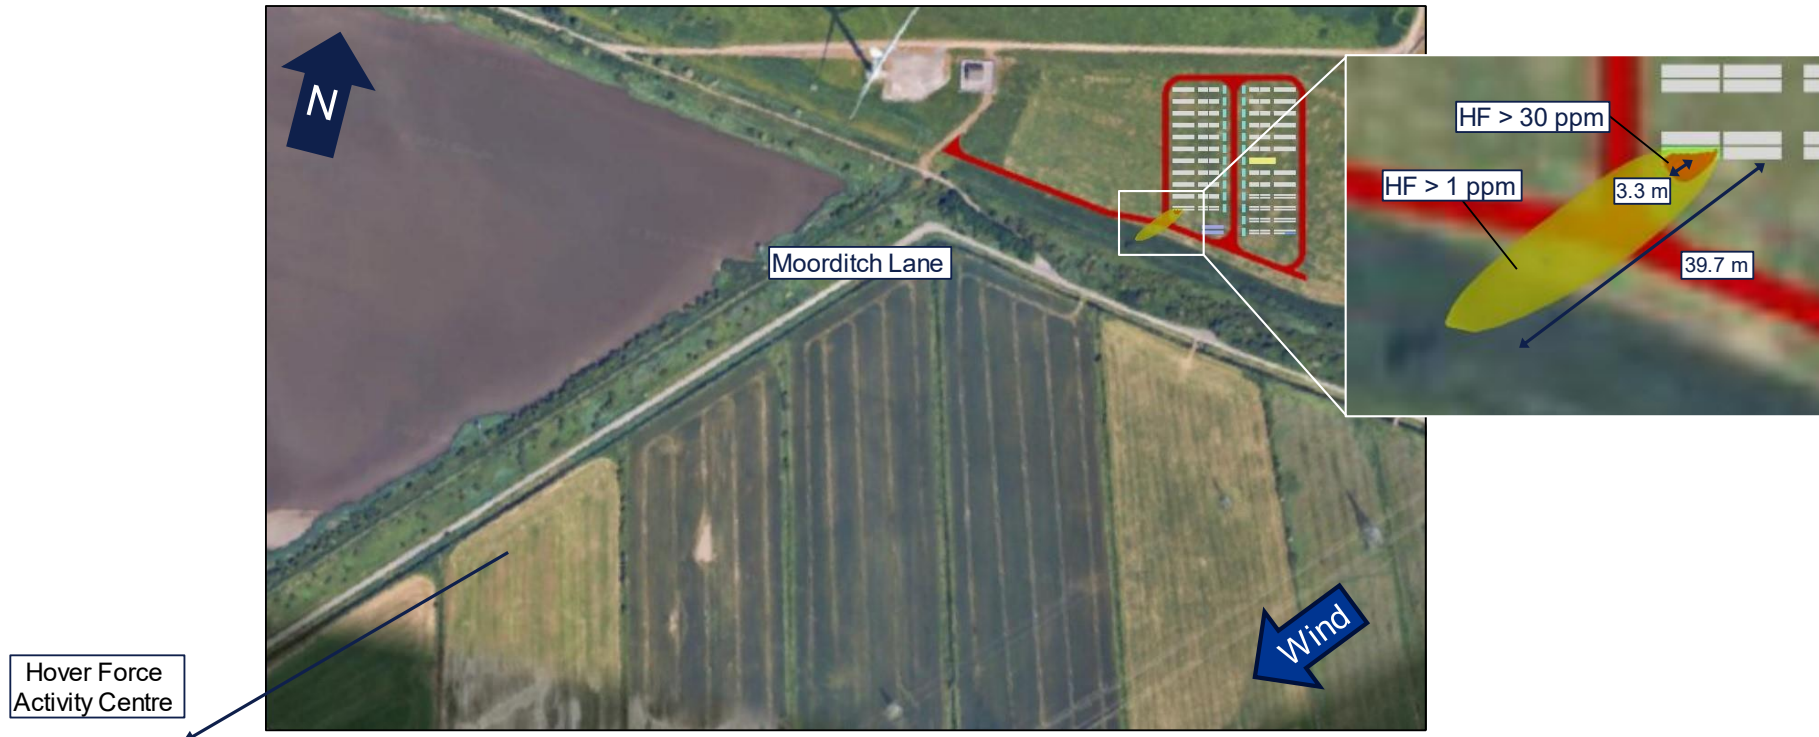 N
HF > 30 ppm
HF > 1 ppm
3.3 m
39.7 m
Moorditch Lane
Wind
Hover Force
Activity Centre